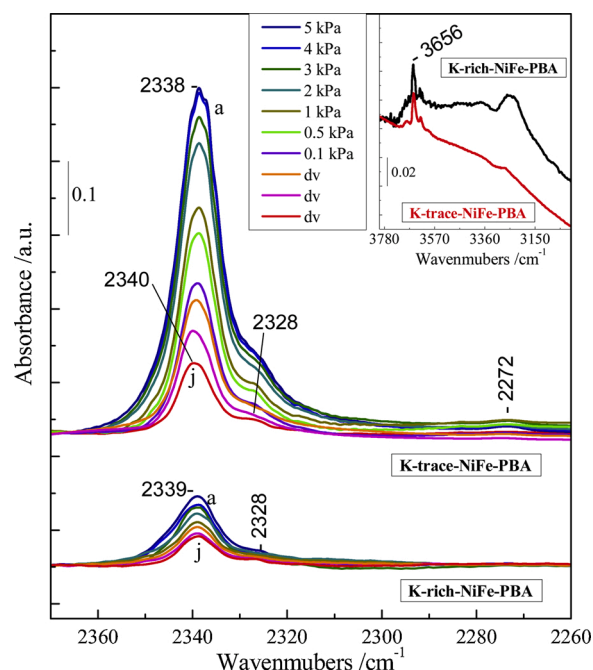 5 kPa
4 kPa
3 kPa
2 kPa
1 kPa
0.5 kPa
0.1 kPa
dv
dv
dv
3656
K-rich-NiFe-PBA
0.02
K-trace-NiFe-PBA
3780 3570 3360 3150
Wavenmubers /cm-1
2338
a
0.1
2340
2328
j
2272
K-trace-NiFe-PBA
2339
a
2328
j
K-rich-NiFe-PBA
Absorbance /a.u.
2360 2340 2320 2300 2280 2260
Wavenmubers /cm-1